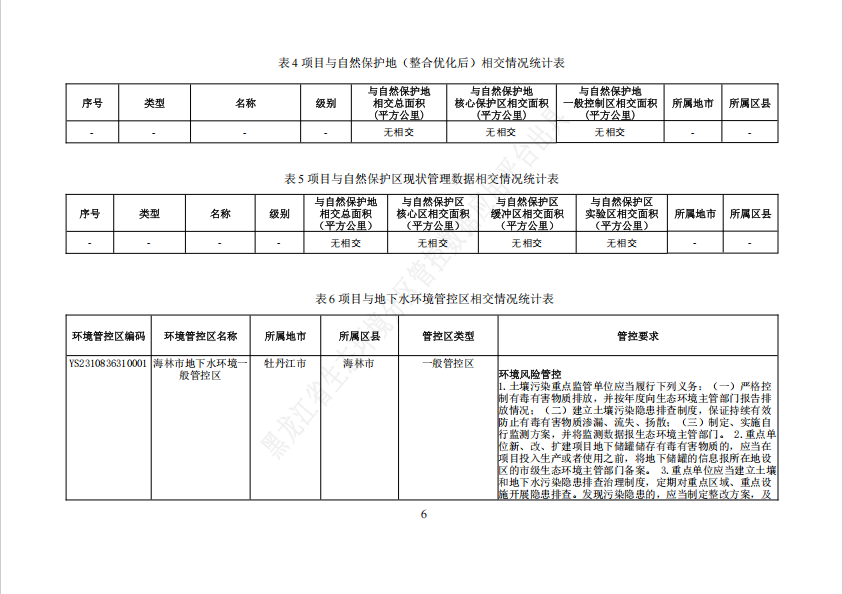 表4 项目与自然保护地（整合优化后）相交情况统计表
序号 类型 名称 级别 与自然保护地相交总面积(平方公里) 与自然保护地核心保护区相交面积(平方公里) 与自然保护地一般控制区相交面积(平方公里) 所属地市 所属区县
- - - - 无相交 无相交 无相交 - -
表5 项目与自然保护区现状管理数据相交情况统计表
序号 类型 名称 级别 与自然保护地相交总面积（平方公里） 与自然保护区核心区相交面积（平方公里） 与自然保护区缓冲区相交面积（平方公里） 与自然保护区实验区相交面积（平方公里） 所属地市 所属区县
- - - - 无相交 无相交 无相交 无相交 - -
表6 项目与地下水环境管控区相交情况统计表
环境管控区编码 环境管控区名称 所属地市 所属区县 管控区类型 管控要求
YS2310836310001 海林市地下水环境一般管控区 牡丹江市 海林市 一般管控区
环境风险管控
1.土壤污染重点监管单位应当履行下列义务：（一）严格控
制有毒有害物质排放，并按年度向生态环境主管部门报告排
放情况；（二）建立土壤污染隐患排查制度，保证持续有效
防止有毒有害物质渗漏、流失、扬散；（三）制定、实施自
行监测方案，并将监测数据报生态环境主管部门。 2.重点单
位新、改、扩建项目地下储罐储存有毒有害物质的，应当在
项目投入生产或者使用之前，将地下储罐的信息报所在地设
区的市级生态环境主管部门备案。 3.重点单位应当建立土壤
和地下水污染隐患排查治理制度，定期对重点区域、重点设
施开展隐患排查。发现污染隐患的，应当制定整改方案，及
6